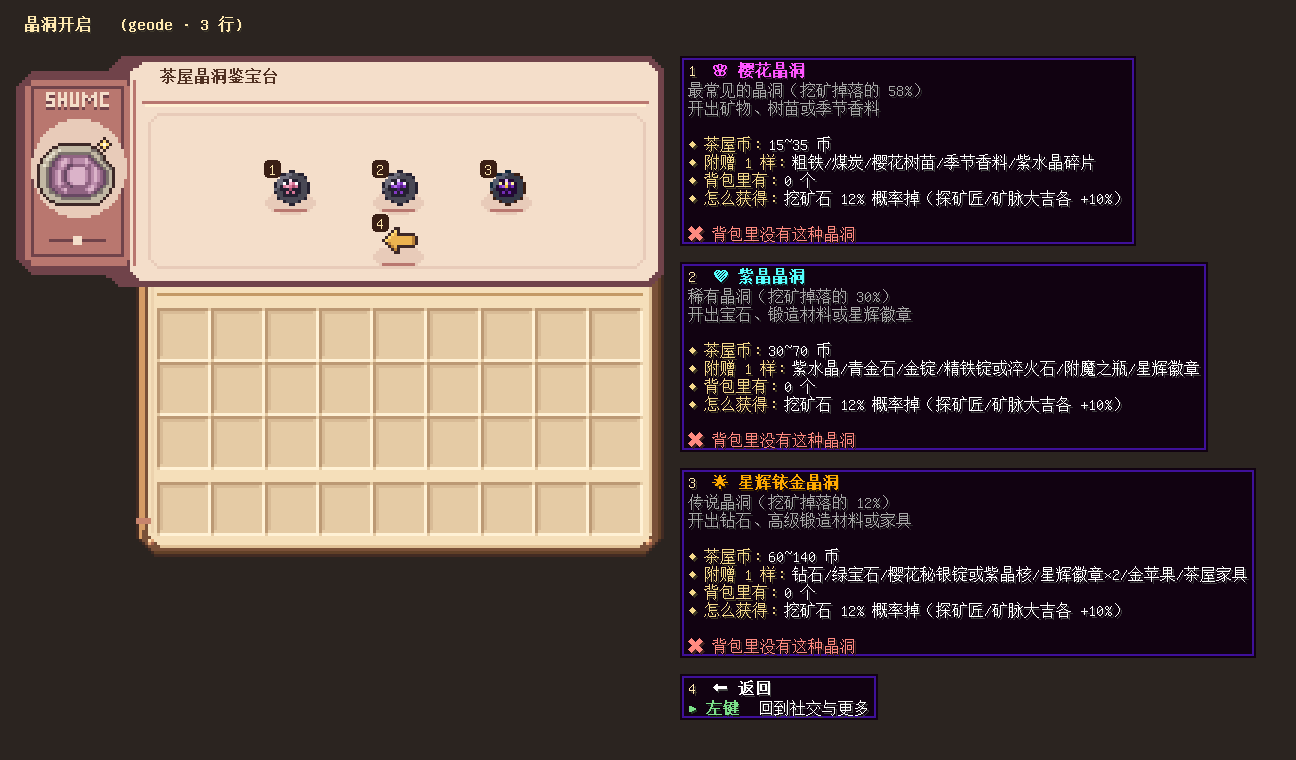 晶洞开启 (geode · 3 行)
SHUMC
茶屋晶洞鉴宝台
1
2
3
4
1 🌸 樱花晶洞
最常见的晶洞（挖矿掉落的 58%）
开出矿物、树苗或季节香料
◆ 茶屋币：15~35 币
◆ 附赠 1 样：粗铁/煤炭/樱花树苗/季节香料/紫水晶碎片
◆ 背包里有：0 个
◆ 怎么获得：挖矿石 12% 概率掉（探矿匠/矿脉大吉各 +10%）
✖ 背包里没有这种晶洞
2 💜 紫晶晶洞
稀有晶洞（挖矿掉落的 30%）
开出宝石、锻造材料或星辉徽章
◆ 茶屋币：30~70 币
◆ 附赠 1 样：紫水晶/青金石/金锭/精铁锭或淬火石/附魔之瓶/星辉徽章
◆ 背包里有：0 个
◆ 怎么获得：挖矿石 12% 概率掉（探矿匠/矿脉大吉各 +10%）
✖ 背包里没有这种晶洞
3 🌟 星辉铱金晶洞
传说晶洞（挖矿掉落的 12%）
开出钻石、高级锻造材料或家具
◆ 茶屋币：60~140 币
◆ 附赠 1 样：钻石/绿宝石/樱花秘银锭或紫晶核/星辉徽章×2/金苹果/茶屋家具
◆ 背包里有：0 个
◆ 怎么获得：挖矿石 12% 概率掉（探矿匠/矿脉大吉各 +10%）
✖ 背包里没有这种晶洞
4 ⬅ 返回
▶ 左键 回到社交与更多